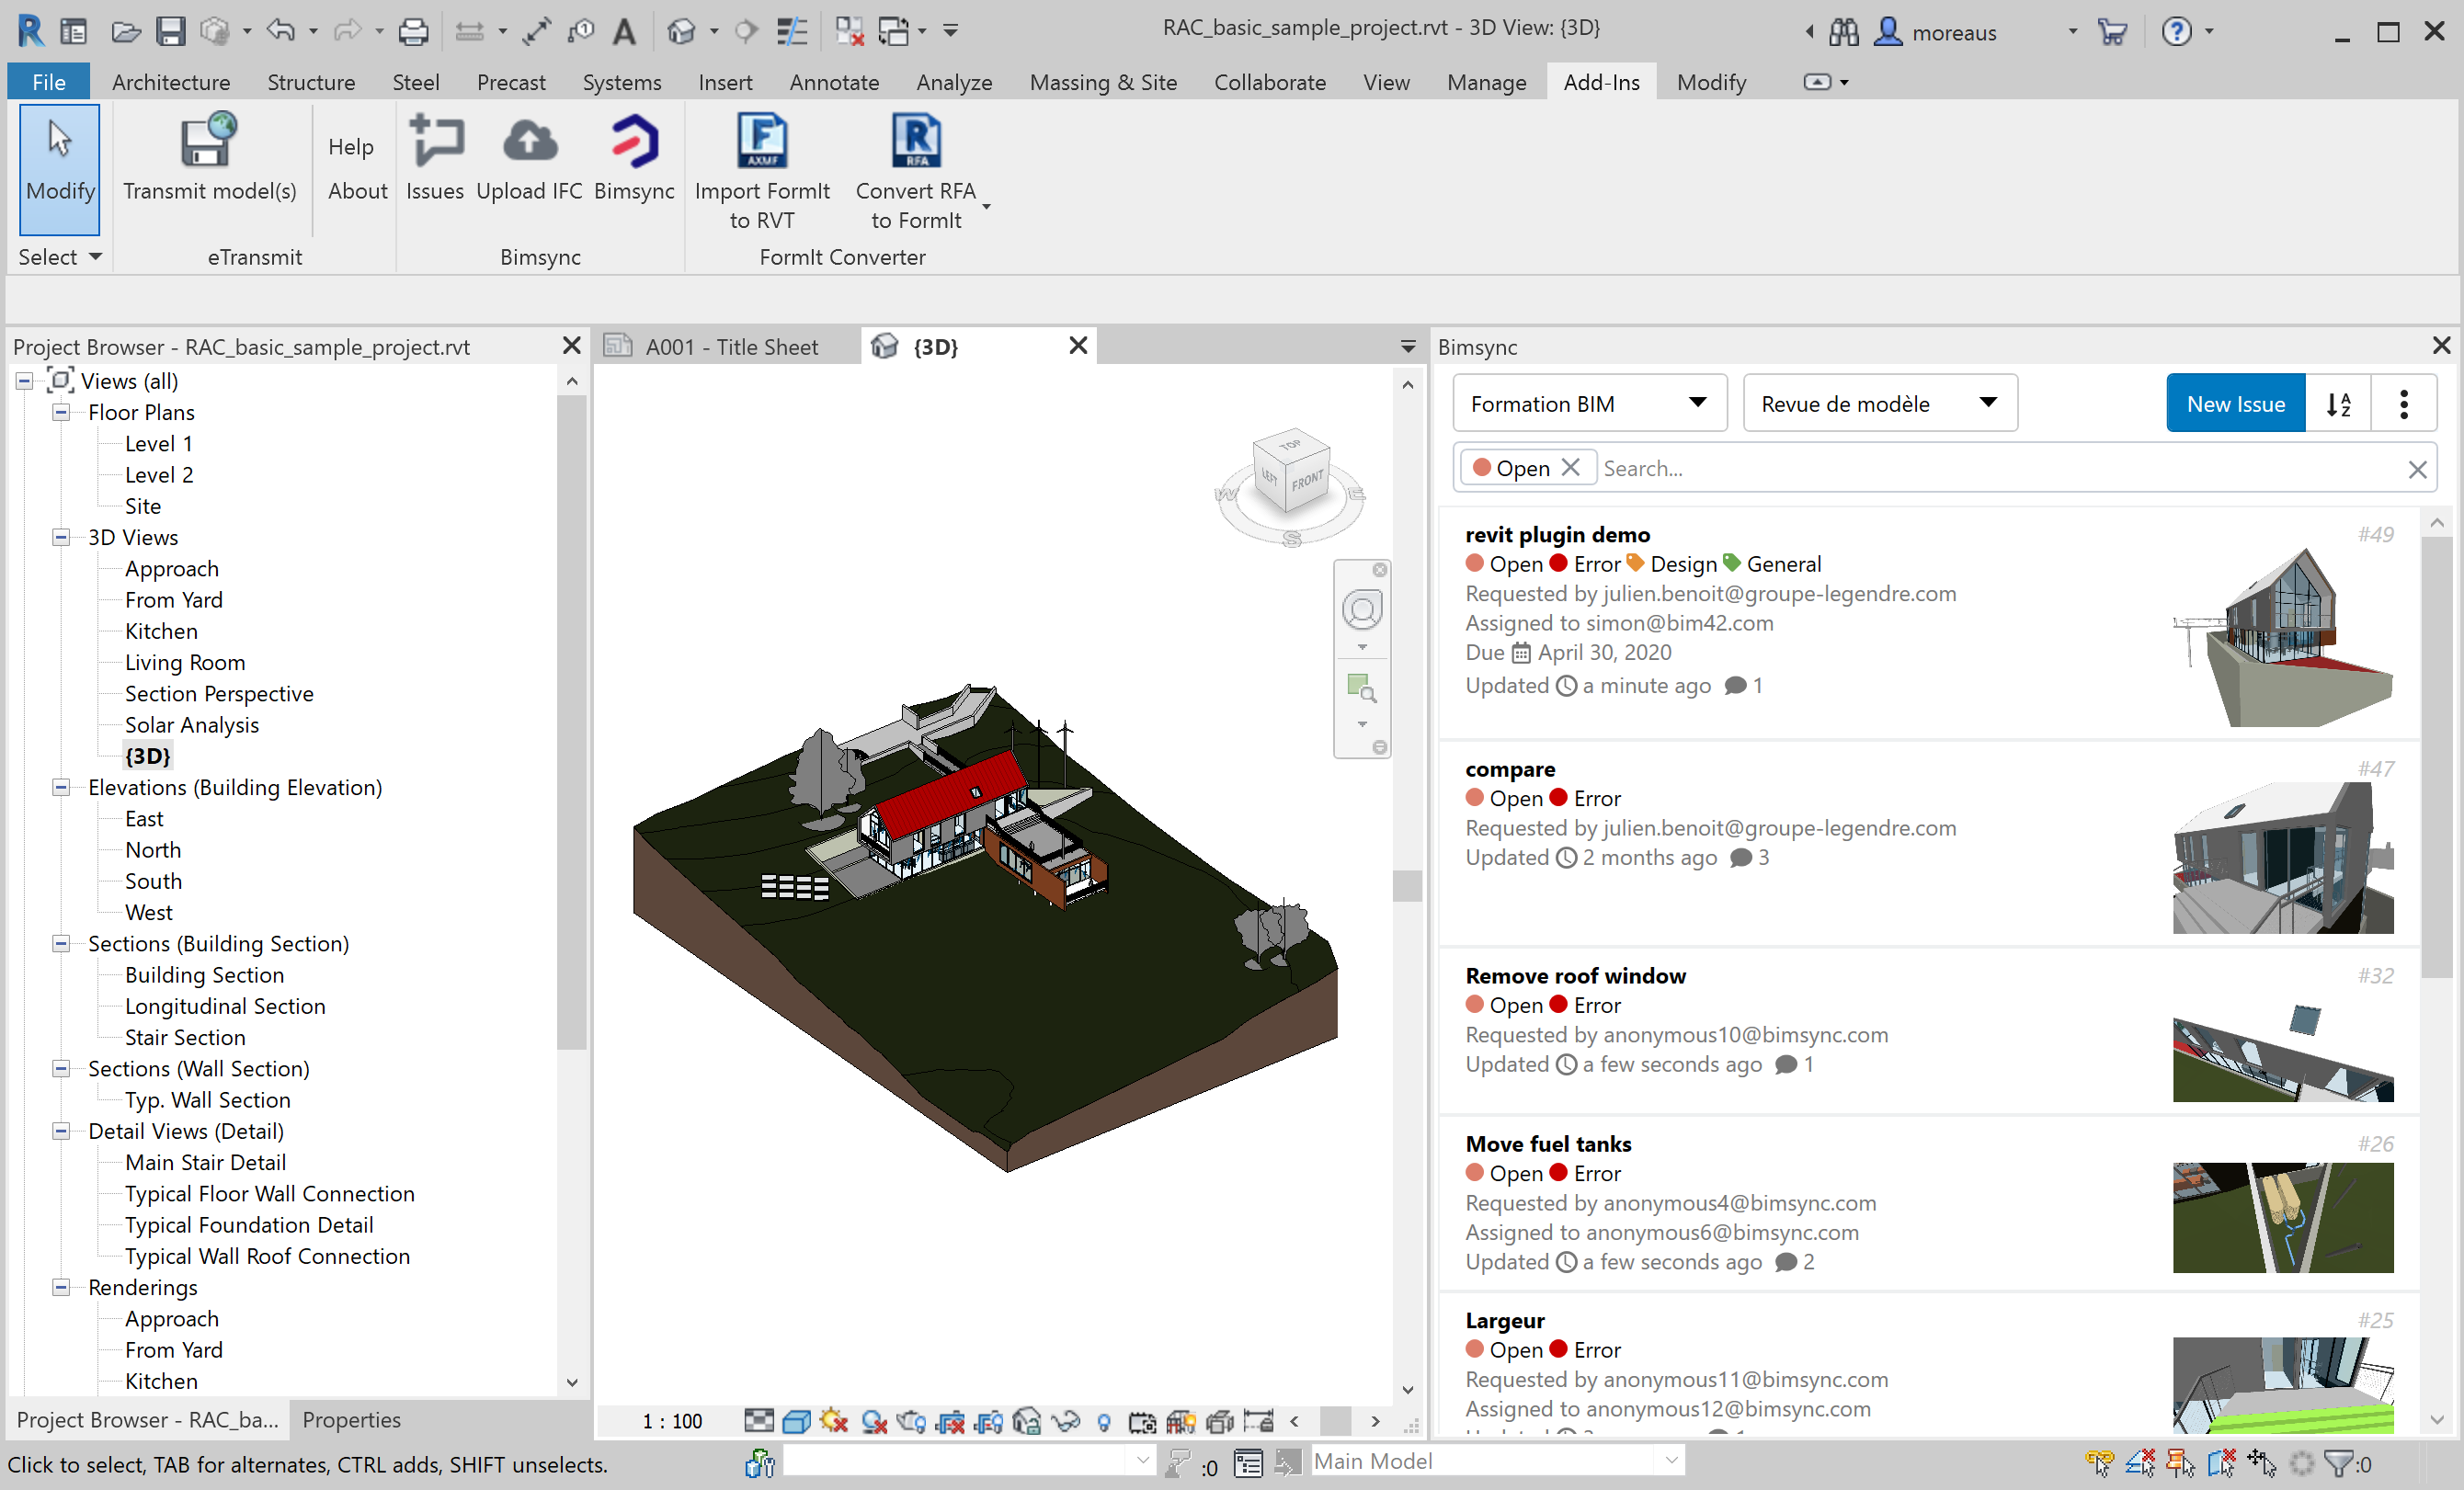 RAC_basic_sample_project.rvt - 3D View: {3D}
moreaus
File
Architecture
Structure
Steel
Precast
Systems
Insert
Annotate
Analyze
Massing & Site
Collaborate
View
Manage
Add-Ins
Modify
Modify
Transmit model(s)
Help
About
Issues
Upload IFC
Bimsync
AXMF
Import FormIt
to RVT
RFA
Convert RFA
to FormIt
Select
eTransmit
Bimsync
FormIt Converter
Project Browser - RAC_basic_sample_project.rvt
Views (all)
Floor Plans
Level 1
Level 2
Site
3D Views
Approach
From Yard
Kitchen
Living Room
Section Perspective
Solar Analysis
{3D}
Elevations (Building Elevation)
East
North
South
West
Sections (Building Section)
Building Section
Longitudinal Section
Stair Section
Sections (Wall Section)
Typ. Wall Section
Detail Views (Detail)
Main Stair Detail
Typical Floor Wall Connection
Typical Foundation Detail
Typical Wall Roof Connection
Renderings
Approach
From Yard
Kitchen
Project Browser - RAC_ba...
Properties
A001 - Title Sheet
{3D}
TOP
LEFT
FRONT
W
E
S
1 : 100
Bimsync
Formation BIM
Revue de modèle
New Issue
Open
Search...
revit plugin demo
#49
Open Error Design General
Requested by julien.benoit@groupe-legendre.com
Assigned to simon@bim42.com
Due April 30, 2020
Updated a minute ago 1
compare
#47
Open Error
Requested by julien.benoit@groupe-legendre.com
Updated 2 months ago 3
Remove roof window
#32
Open Error
Requested by anonymous10@bimsync.com
Updated a few seconds ago 1
Move fuel tanks
#26
Open Error
Requested by anonymous4@bimsync.com
Assigned to anonymous6@bimsync.com
Updated a few seconds ago 2
Largeur
#25
Open Error
Requested by anonymous11@bimsync.com
Assigned to anonymous12@bimsync.com
Click to select, TAB for alternates, CTRL adds, SHIFT unselects.
:0
Main Model
:0